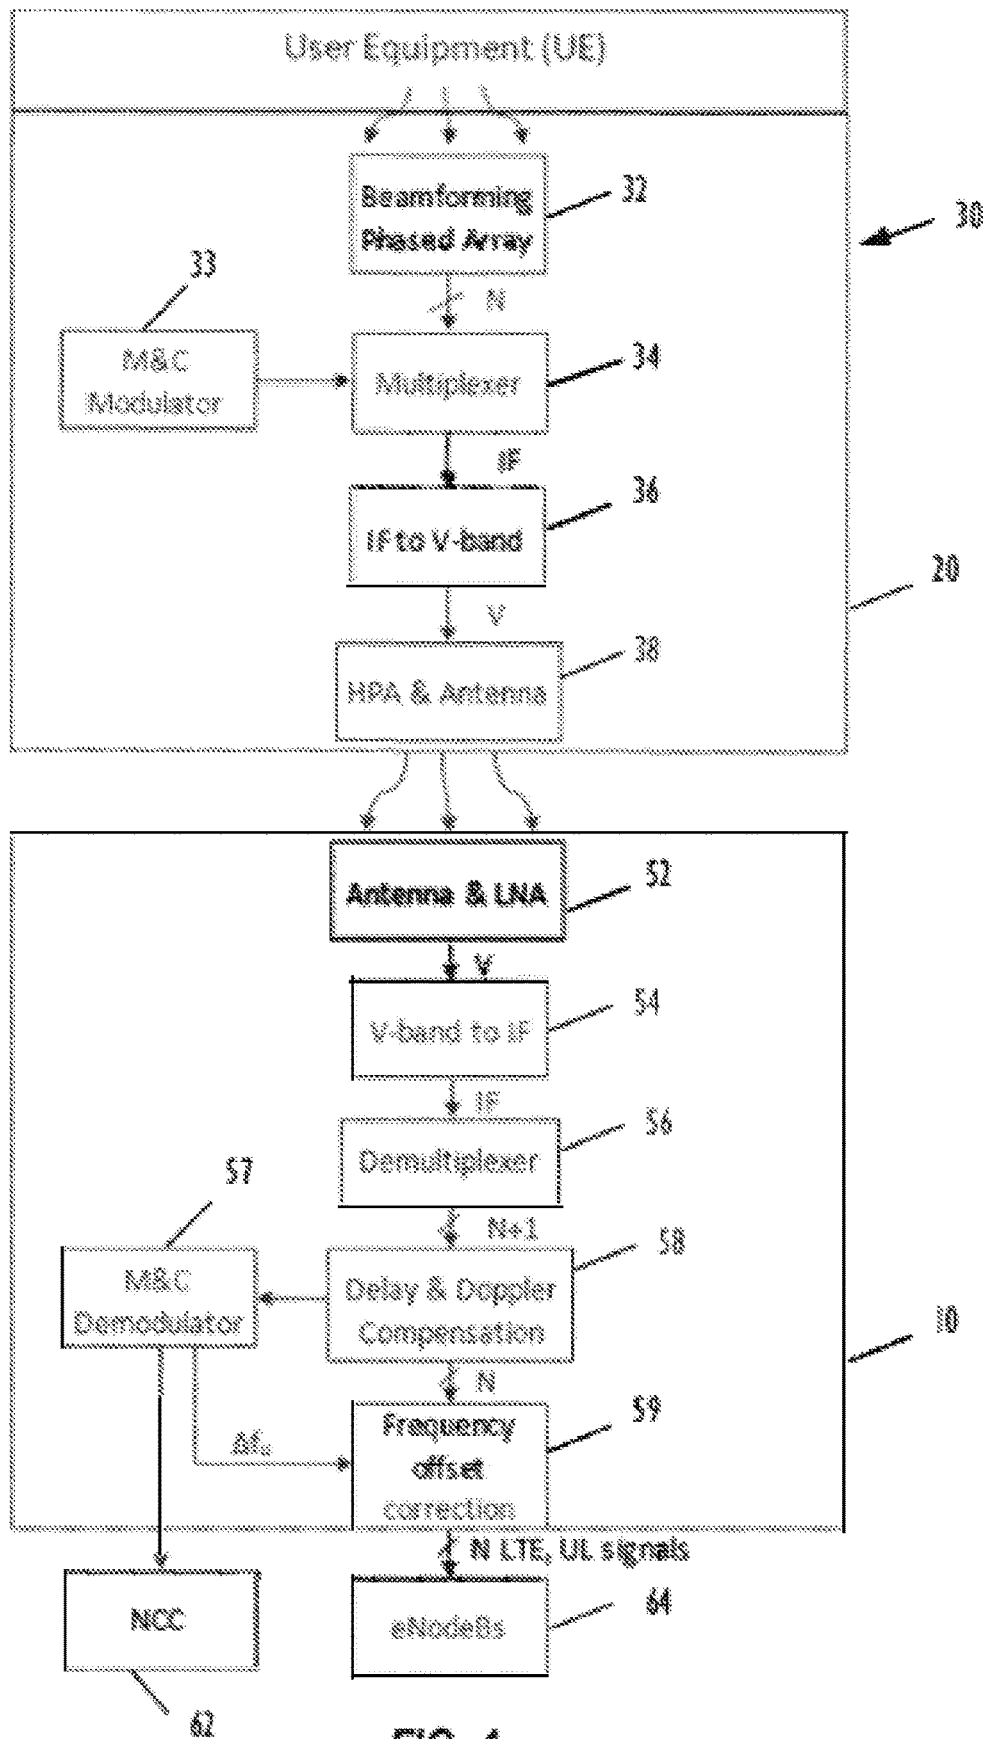 User Equipment (UE)
Beamforming
Phased Array
32
30
33
N
M&C
Modulator
Multiplexer
34
IF
36
IF to V-band
20
V
38
HPA & Antenna
Antenna & LNA
52
V
54
V-band to IF
IF
56
Demultiplexer
57
N+1
58
M&C
Demodulator
Delay & Doppler
Compensation
10
N
59
Frequency
offset
correction
N LTE, UL signals
64
NCC
eNodeBs
62